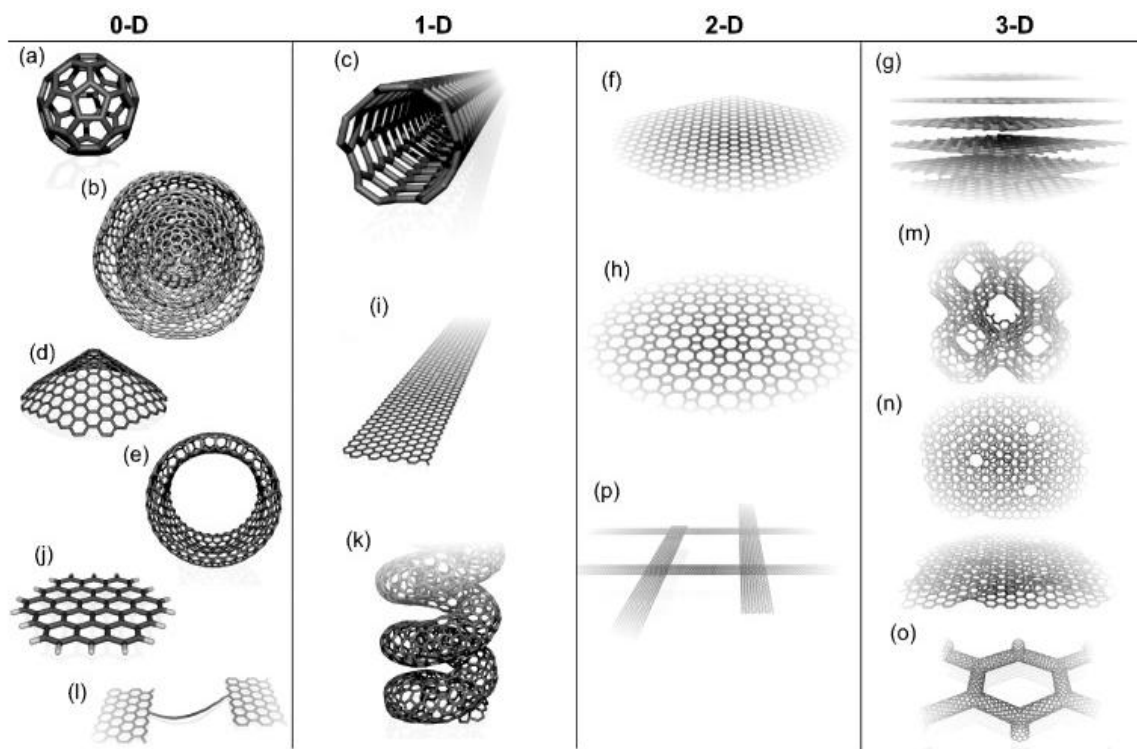 0-D 1-D 2-D 3-D
(a)
(b)
(d)
(e)
(j)
(l)
(c)
(i)
(k)
(f)
(h)
(p)
(g)
(m)
(n)
(o)